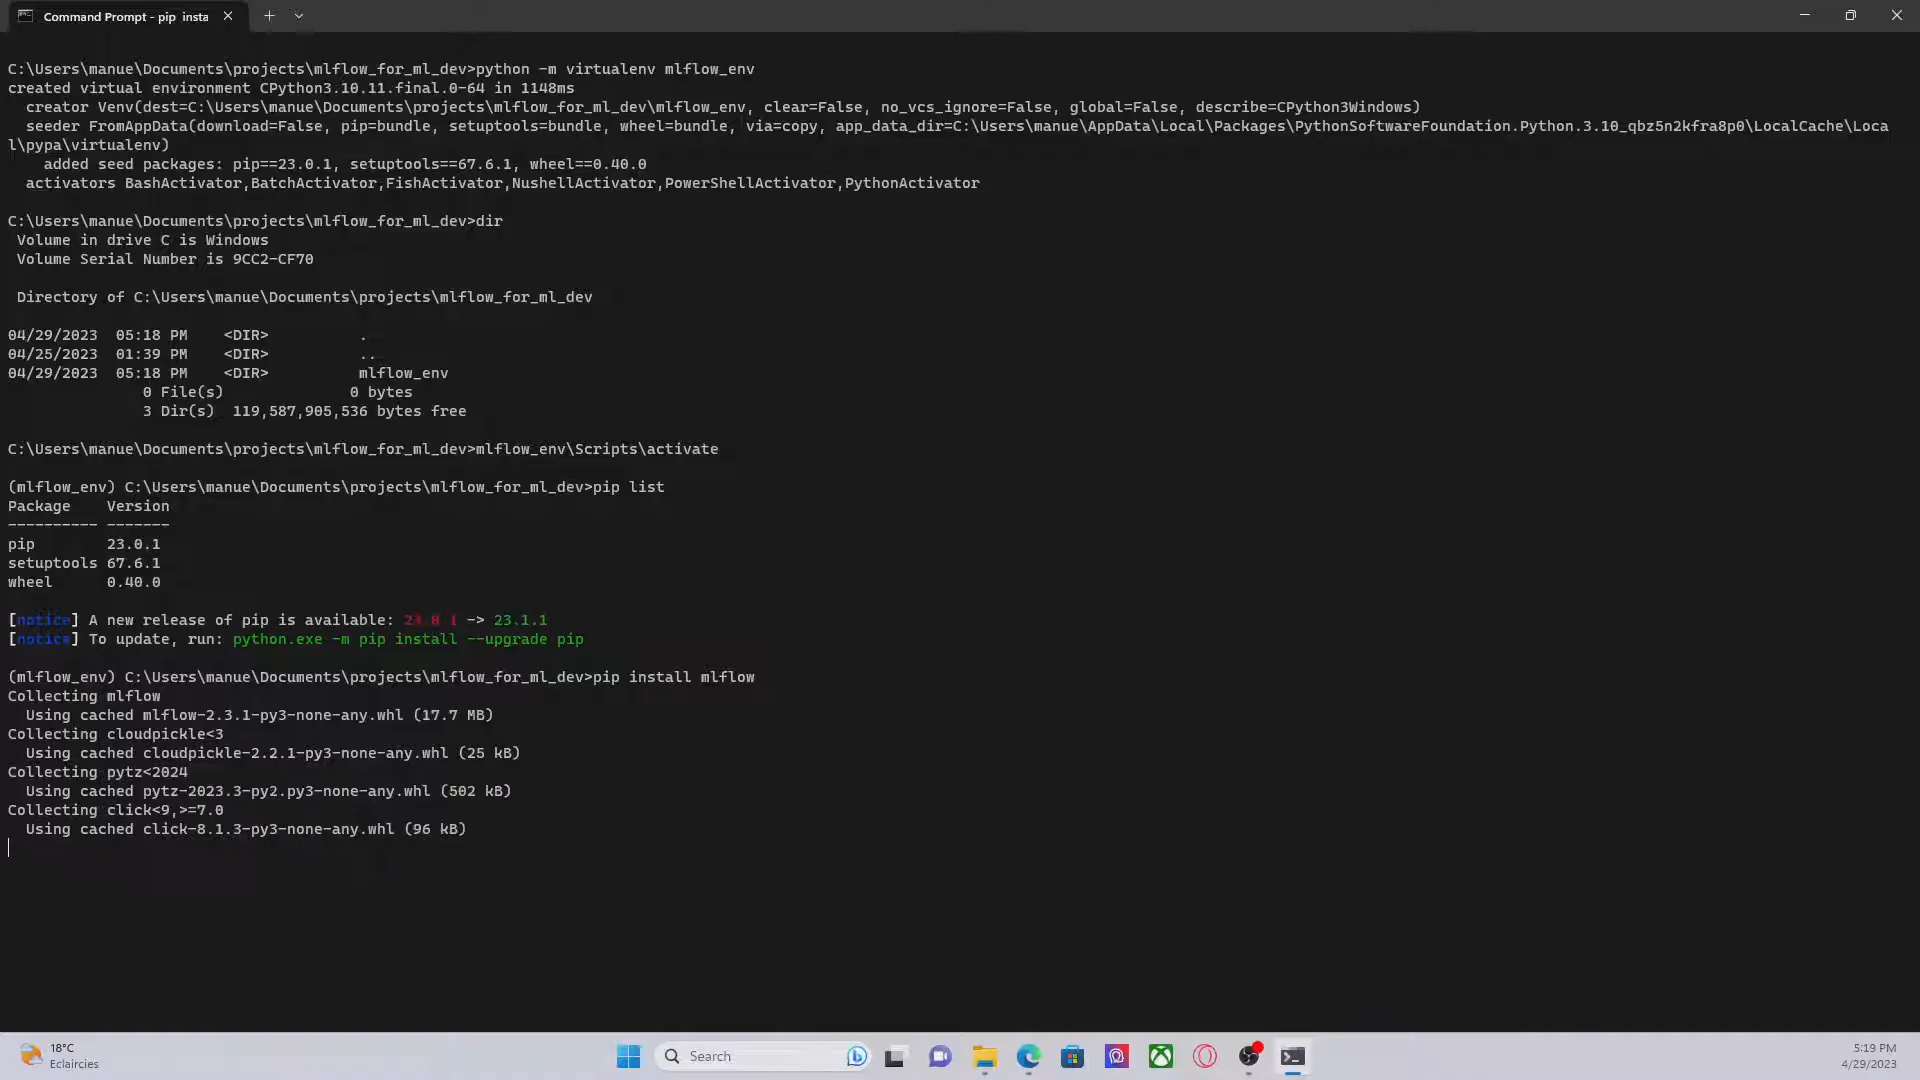 Command Prompt - pip insta
C:\Users\manue\Documents\projects\mlflow_for_ml_dev>python -m virtualenv mlflow_env
created virtual environment CPython3.10.11.final.0-64 in 1148ms
creator Venv(dest=C:\Users\manue\Documents\projects\mlflow_for_ml_dev\mlflow_env, clear=False, no_vcs_ignore=False, global=False, describe=CPython3Windows)
seeder FromAppData(download=False, pip=bundle, setuptools=bundle, wheel=bundle, via=copy, app_data_dir=C:\Users\manue\AppData\Local\Packages\PythonSoftwareFoundation.Python.3.10_qbz5n2kfra8p0\LocalCache\Loca
l\pypa\virtualenv)
added seed packages: pip==23.0.1, setuptools==67.6.1, wheel==0.40.0
activators BashActivator,BatchActivator,FishActivator,NushellActivator,PowerShellActivator,PythonActivator
C:\Users\manue\Documents\projects\mlflow_for_ml_dev>dir
Volume in drive C is Windows
Volume Serial Number is 9CC2-CF70
Directory of C:\Users\manue\Documents\projects\mlflow_for_ml_dev
04/29/2023  05:18 PM    <DIR>          .
04/25/2023  01:39 PM    <DIR>          ..
04/29/2023  05:18 PM    <DIR>          mlflow_env
0 File(s)              0 bytes
3 Dir(s)  119,587,905,536 bytes free
C:\Users\manue\Documents\projects\mlflow_for_ml_dev>mlflow_env\Scripts\activate
(mlflow_env) C:\Users\manue\Documents\projects\mlflow_for_ml_dev>pip list
Package    Version
---------- -------
pip        23.0.1
setuptools 67.6.1
wheel      0.40.0
[notice] A new release of pip is available: 23.0.1 -> 23.1.1
[notice] To update, run: python.exe -m pip install --upgrade pip
(mlflow_env) C:\Users\manue\Documents\projects\mlflow_for_ml_dev>pip install mlflow
Collecting mlflow
Using cached mlflow-2.3.1-py3-none-any.whl (17.7 MB)
Collecting cloudpickle<3
Using cached cloudpickle-2.2.1-py3-none-any.whl (25 kB)
Collecting pytz<2024
Using cached pytz-2023.3-py2.py3-none-any.whl (502 kB)
Collecting click<9,>=7.0
Using cached click-8.1.3-py3-none-any.whl (96 kB)
18°C
Eclaircies
Search
5:19 PM
4/29/2023